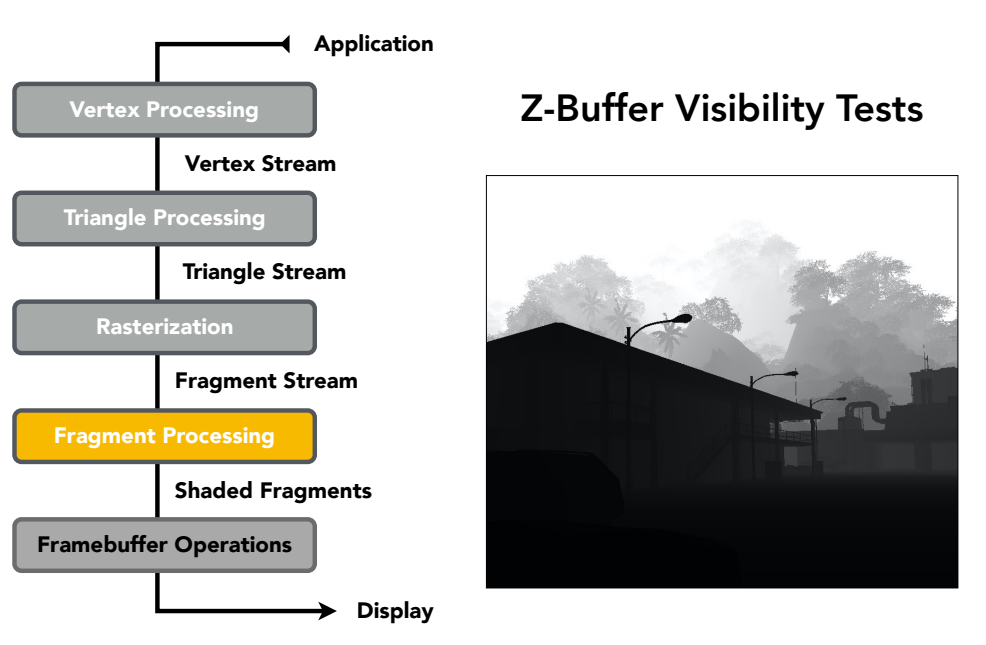 Application
Vertex Processing
Vertex Stream
Triangle Processing
Triangle Stream
Rasterization
Fragment Stream
Fragment Processing
Shaded Fragments
Framebuffer Operations
Display
Z-Buffer Visibility Tests